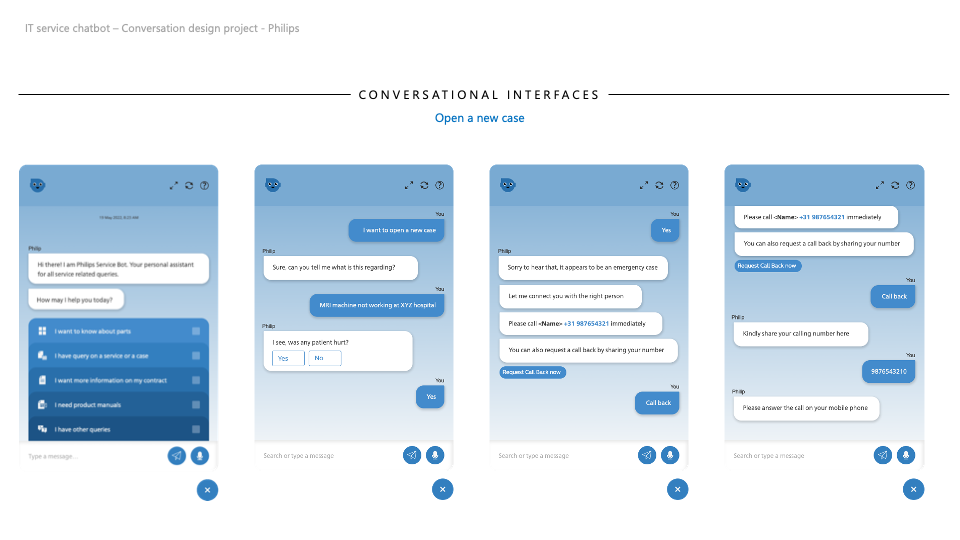 IT service chatbot – Conversation design project - Philips
CONVERSATIONAL INTERFACES
Open a new case
10 May 2023, 8:33 AM
Philip
Hi there! I am Philips Service Bot. Your personal assistant
for all service related queries.
How may I help you today?
I want to know about parts
I have query on a service or a case
I want more information on my contract
I need product manuals
I have other queries
Type a message...
You
I want to open a new case
Philip
Sure, can you tell me what is this regarding?
You
MRI machine not working at XYZ hospital
Philip
I see, was any patient hurt?
Yes
No
You
Yes
Search or type a message
You
Yes
Philip
Sorry to hear that, it appears to be an emergency case
Let me connect you with the right person
Please call <Name> +31 987654321 immediately
You can also request a call back by sharing your number
Request Call Back now
You
Call back
Search or type a message
Please call <Name> +31 987654321 immediately
You can also request a call back by sharing your number
Request Call Back now
You
Call back
Philip
Kindly share your calling number here
You
9876543210
Philip
Please answer the call on your mobile phone
Search or type a message